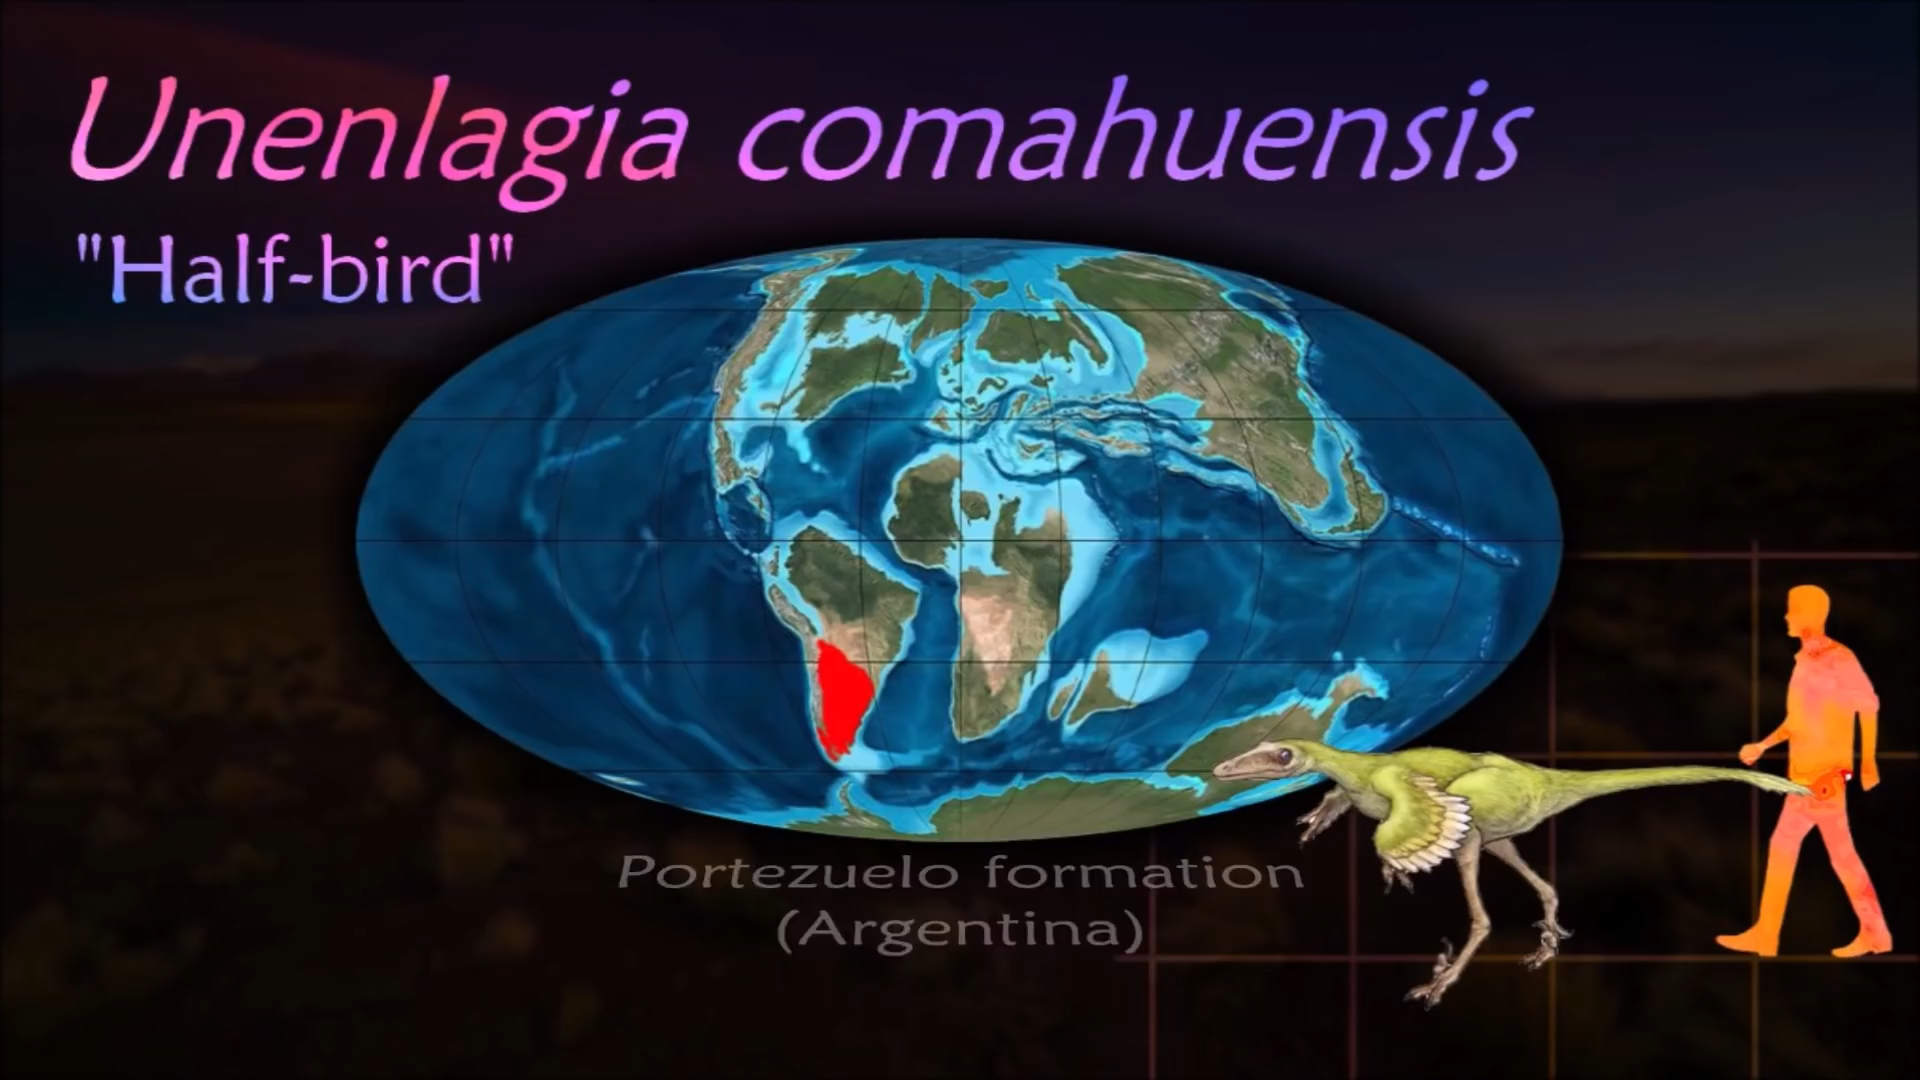 Unenlagia comahuensis
"Half-bird"
Portezuelo formation
(Argentina)